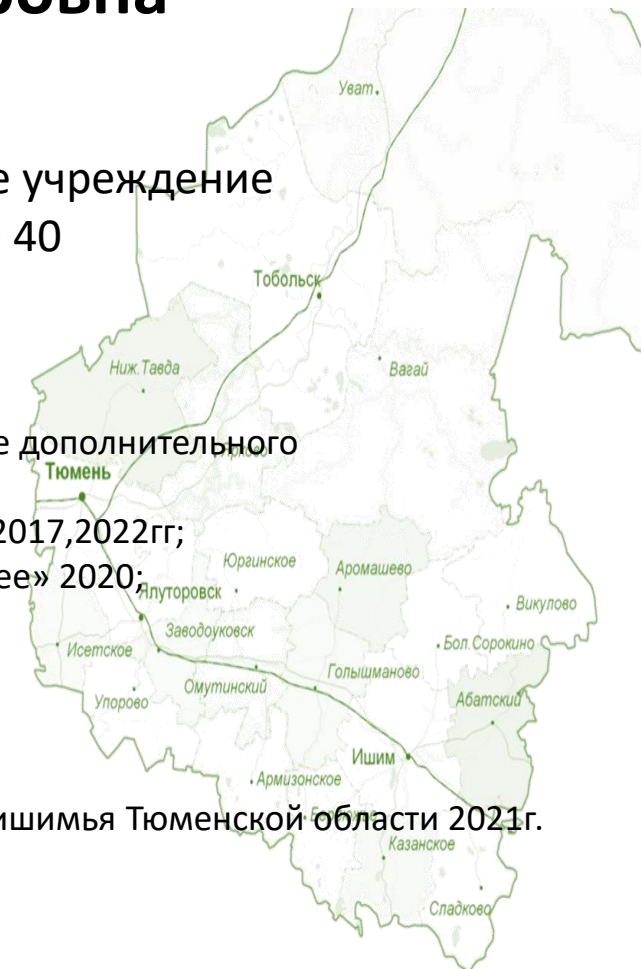 ровна
Уват
е учреждение
40
Тобольск
Ниж.Тавда
Вагай
е дополнительного
Тюмень
2017,2022гг;
Юргинское
Аромашево
ее» 2020;
Ялуторовск
Викулово
Заводоуковск
Бол.Сорокино
Исетское
Голышманово
Омутинский
Абатский
Упорово
Ишим
Армизонское
ишимья Тюменской области 2021г.
Казанское
Сладково